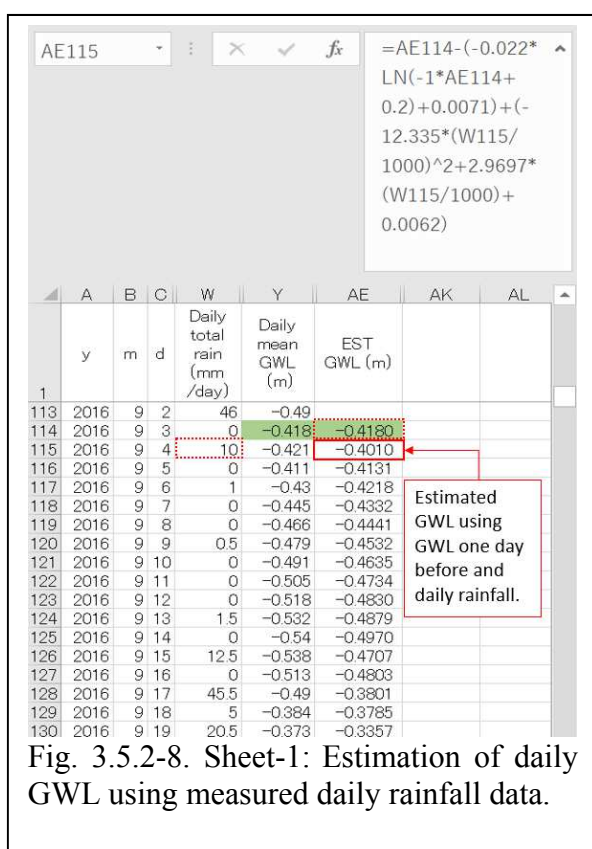 AE115 fx =AE114-(-0.022*
LN(-1*AE114+
0.2)+0.0071)+(-
12.335*(W115/
1000)^2+2.9697*
(W115/1000)+
0.0062)
A B C W Y AE AK AL
1 y m d Daily total rain (mm /day) Daily mean GWL (m) EST GWL (m)
113 2016 9 2 46 -0.49
114 2016 9 3 0 -0.418 -0.4180
115 2016 9 4 10 -0.421 -0.4010
116 2016 9 5 0 -0.411 -0.4131
117 2016 9 6 1 -0.43 -0.4218
118 2016 9 7 0 -0.445 -0.4332
119 2016 9 8 0 -0.466 -0.4441
120 2016 9 9 0.5 -0.479 -0.4532
121 2016 9 10 0 -0.491 -0.4635
122 2016 9 11 0 -0.505 -0.4734
123 2016 9 12 0 -0.518 -0.4830
124 2016 9 13 1.5 -0.532 -0.4879
125 2016 9 14 0 -0.54 -0.4970
126 2016 9 15 12.5 -0.538 -0.4707
127 2016 9 16 0 -0.513 -0.4803
128 2016 9 17 45.5 -0.49 -0.3801
129 2016 9 18 5 -0.384 -0.3785
130 2016 9 19 20.5 -0.373 -0.3357
Estimated
GWL using
GWL one day
before and
daily rainfall.
Fig. 3.5.2-8. Sheet-1: Estimation of daily
GWL using measured daily rainfall data.